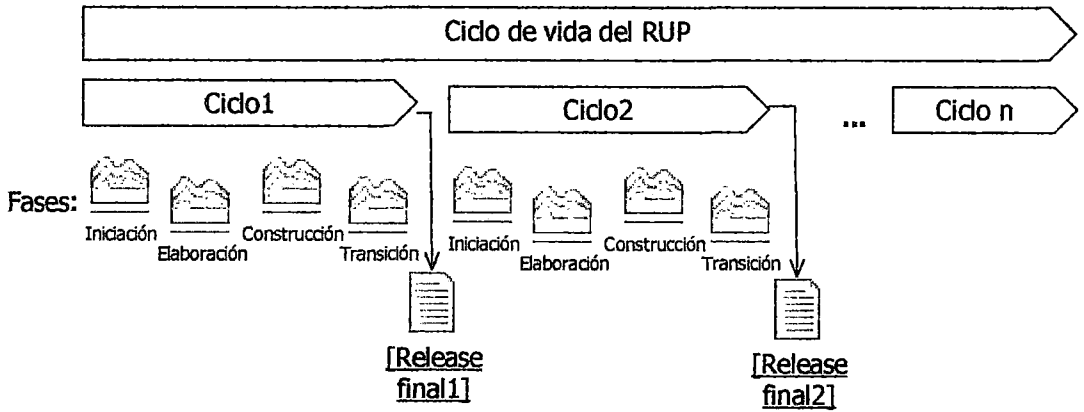 Ciclo de vida del RUP
Ciclo1
Ciclo2
...
Ciclo n
Fases:
Iniciación
Elaboración
Construcción
Transición
Iniciación
Elaboración
Construcción
Transición
[Release
final1]
[Release
final2]